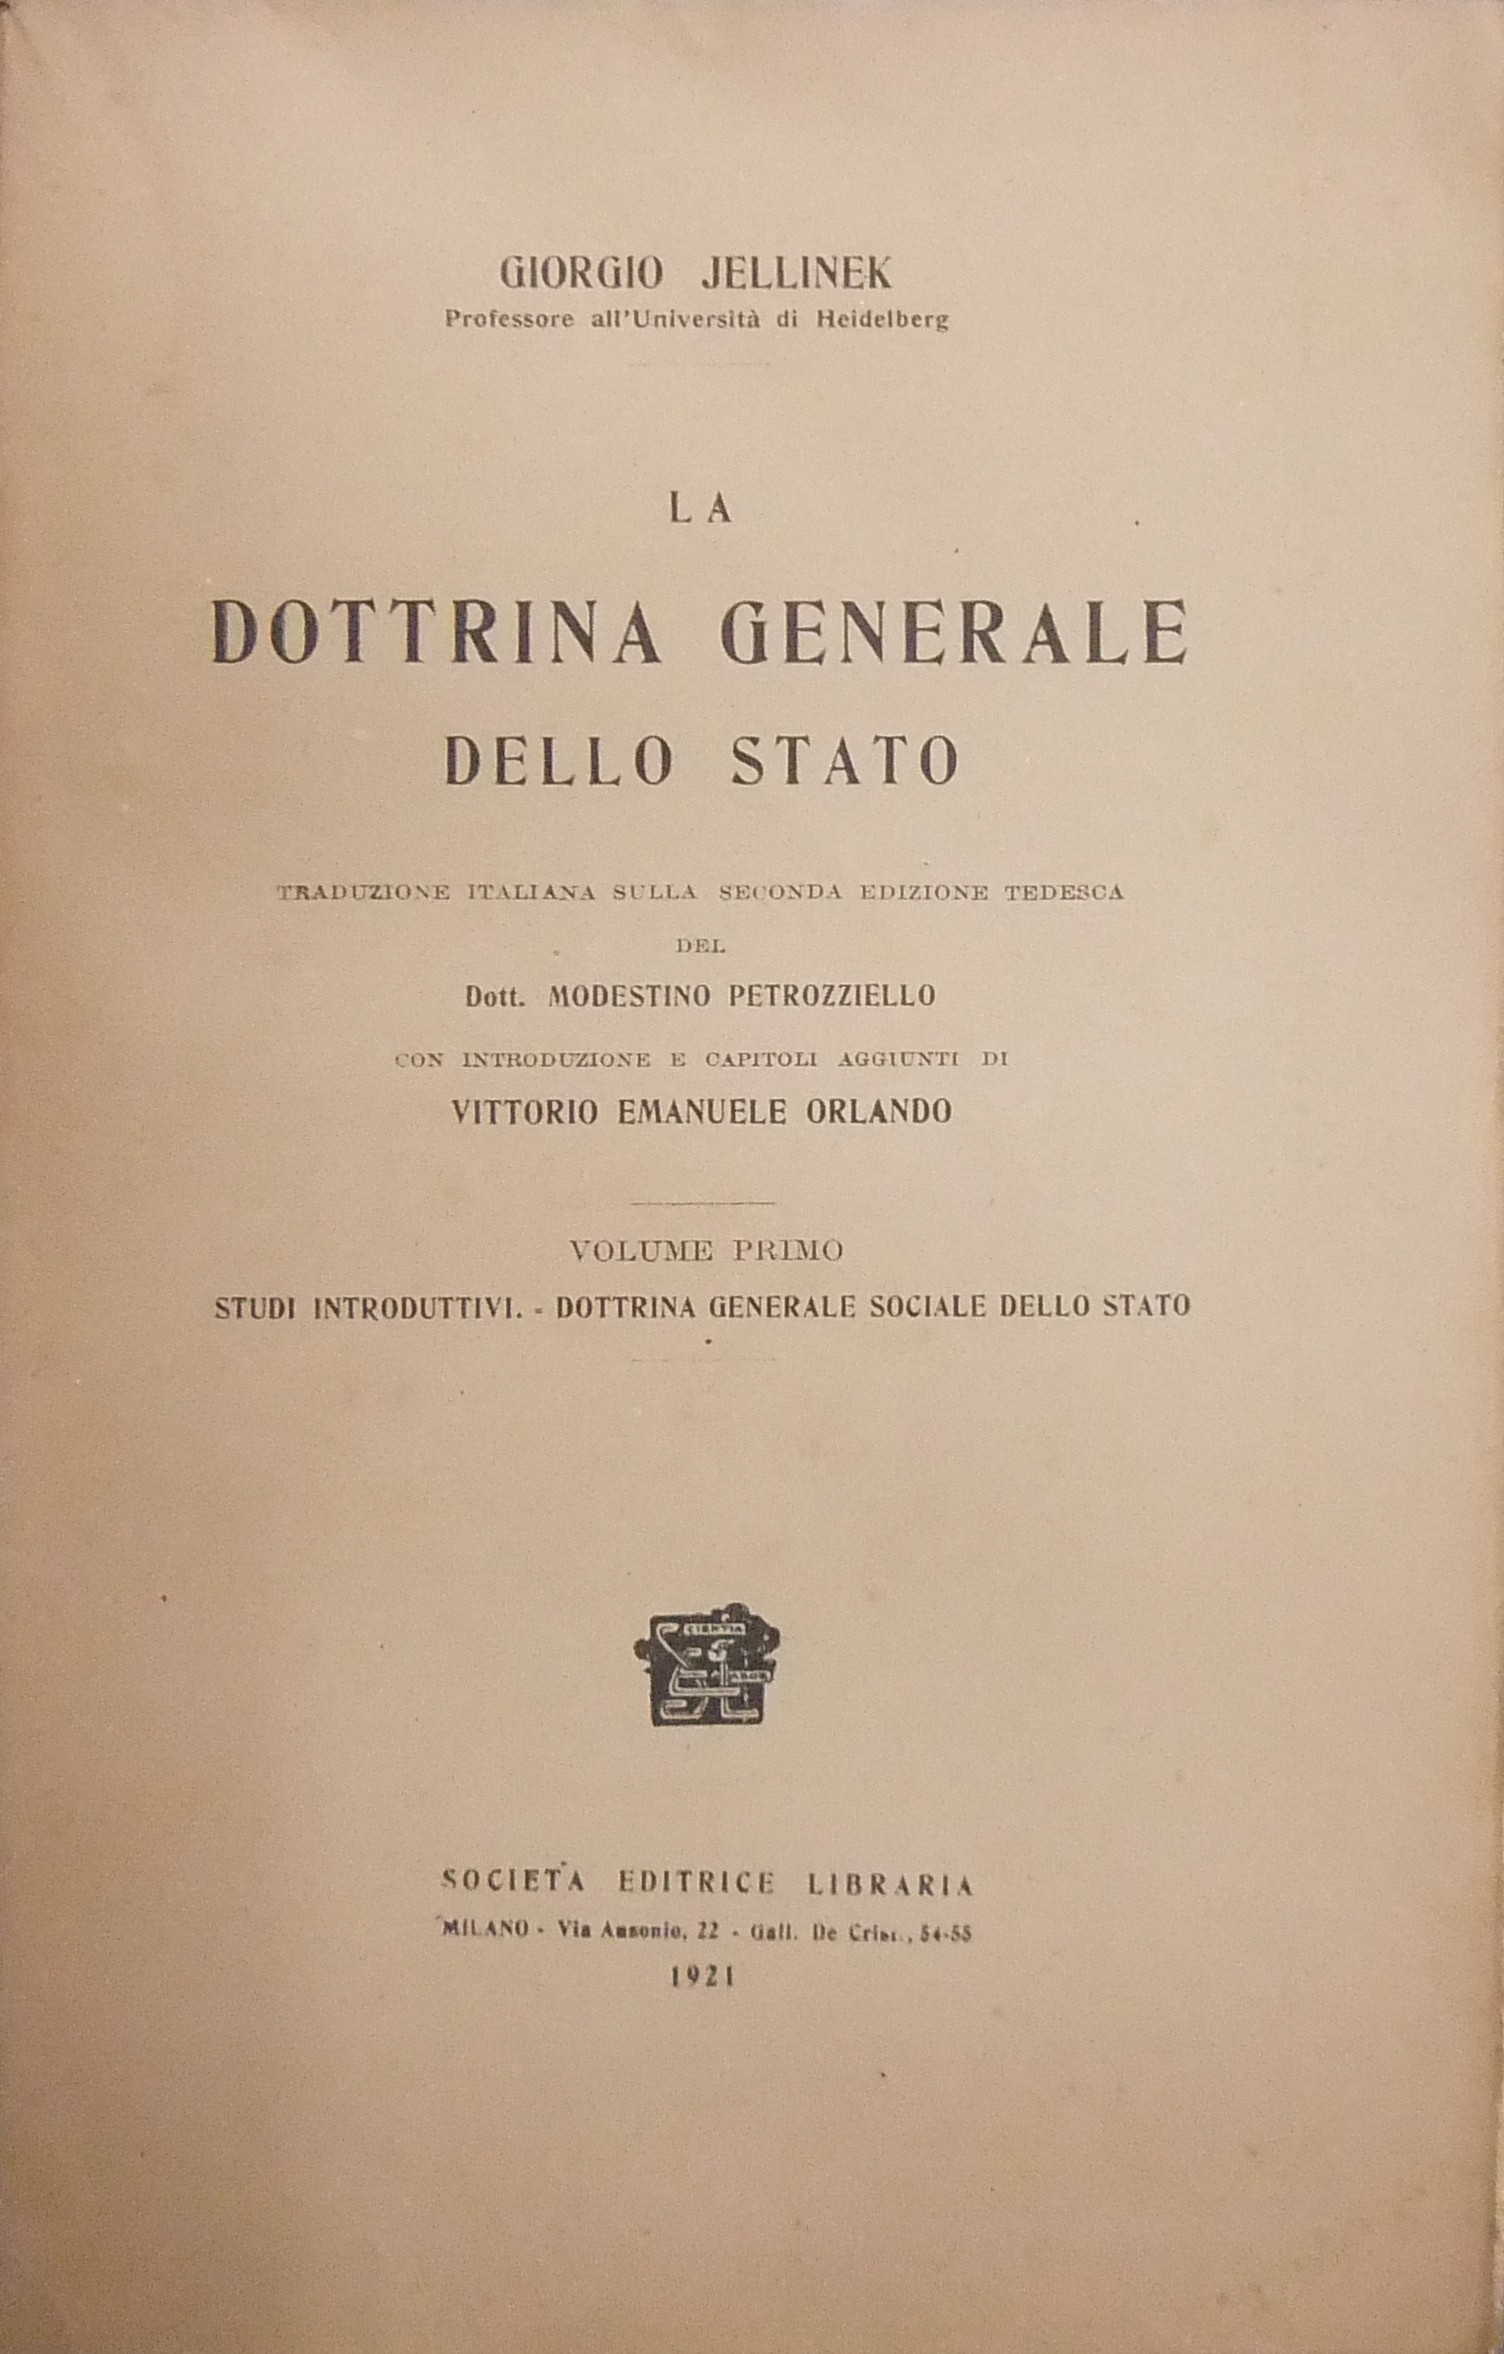 GIORGIO JELLINEK
Professore all'Università di Heidelberg
LA
DOTTRINA GENERALE
DELLO STATO
TRADUZIONE ITALIANA SULLA SECONDA EDIZIONE TEDESCA
DEL
Dott. MODESTINO PETROZZIELLO
CON INTRODUZIONE E CAPITOLI AGGIUNTI DI
VITTORIO EMANUELE ORLANDO
VOLUME PRIMO
STUDI INTRODUTTIVI. - DOTTRINA GENERALE SOCIALE DELLO STATO
SOCIETÀ EDITRICE LIBRARIA
MILANO - Via Ausonio, 22 - Gall. De Crist., 54-55
1921